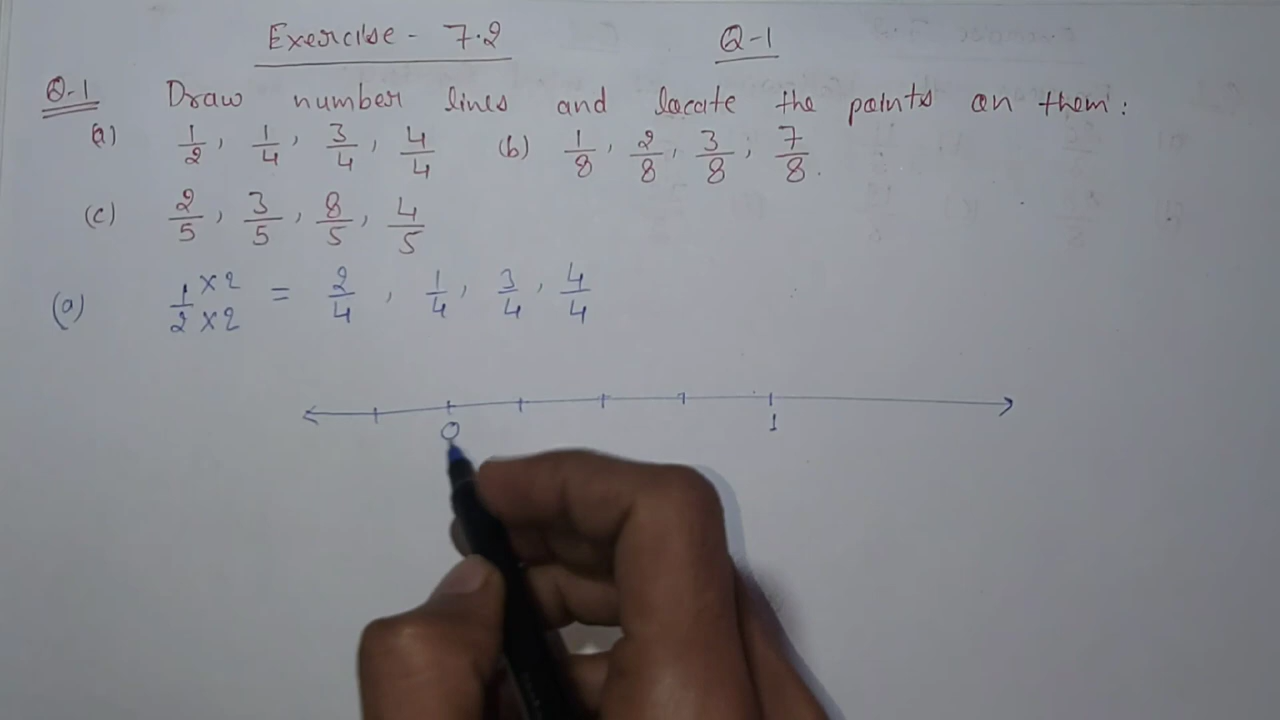 Exercise - 7.2 Q-1
Q-1 Draw number lines and locate the points on them:
(a) 1/2, 1/4, 3/4, 4/4 (b) 1/8, 2/8, 3/8, 7/8.
(c) 2/5, 3/5, 8/5, 4/5
(a) 1×2/2×2 = 2/4, 1/4, 3/4, 4/4
0 1